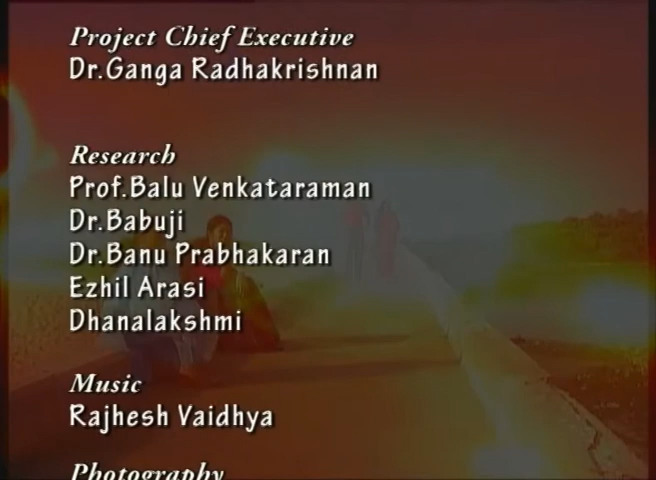 Project Chief Executive
Dr.Ganga Radhakrishnan
Research
Prof.Balu Venkataraman
Dr.Babuji
Dr.Banu Prabhakaran
Ezhil Arasi
Dhanalakshmi
Music
Rajhesh Vaidhya
Photography